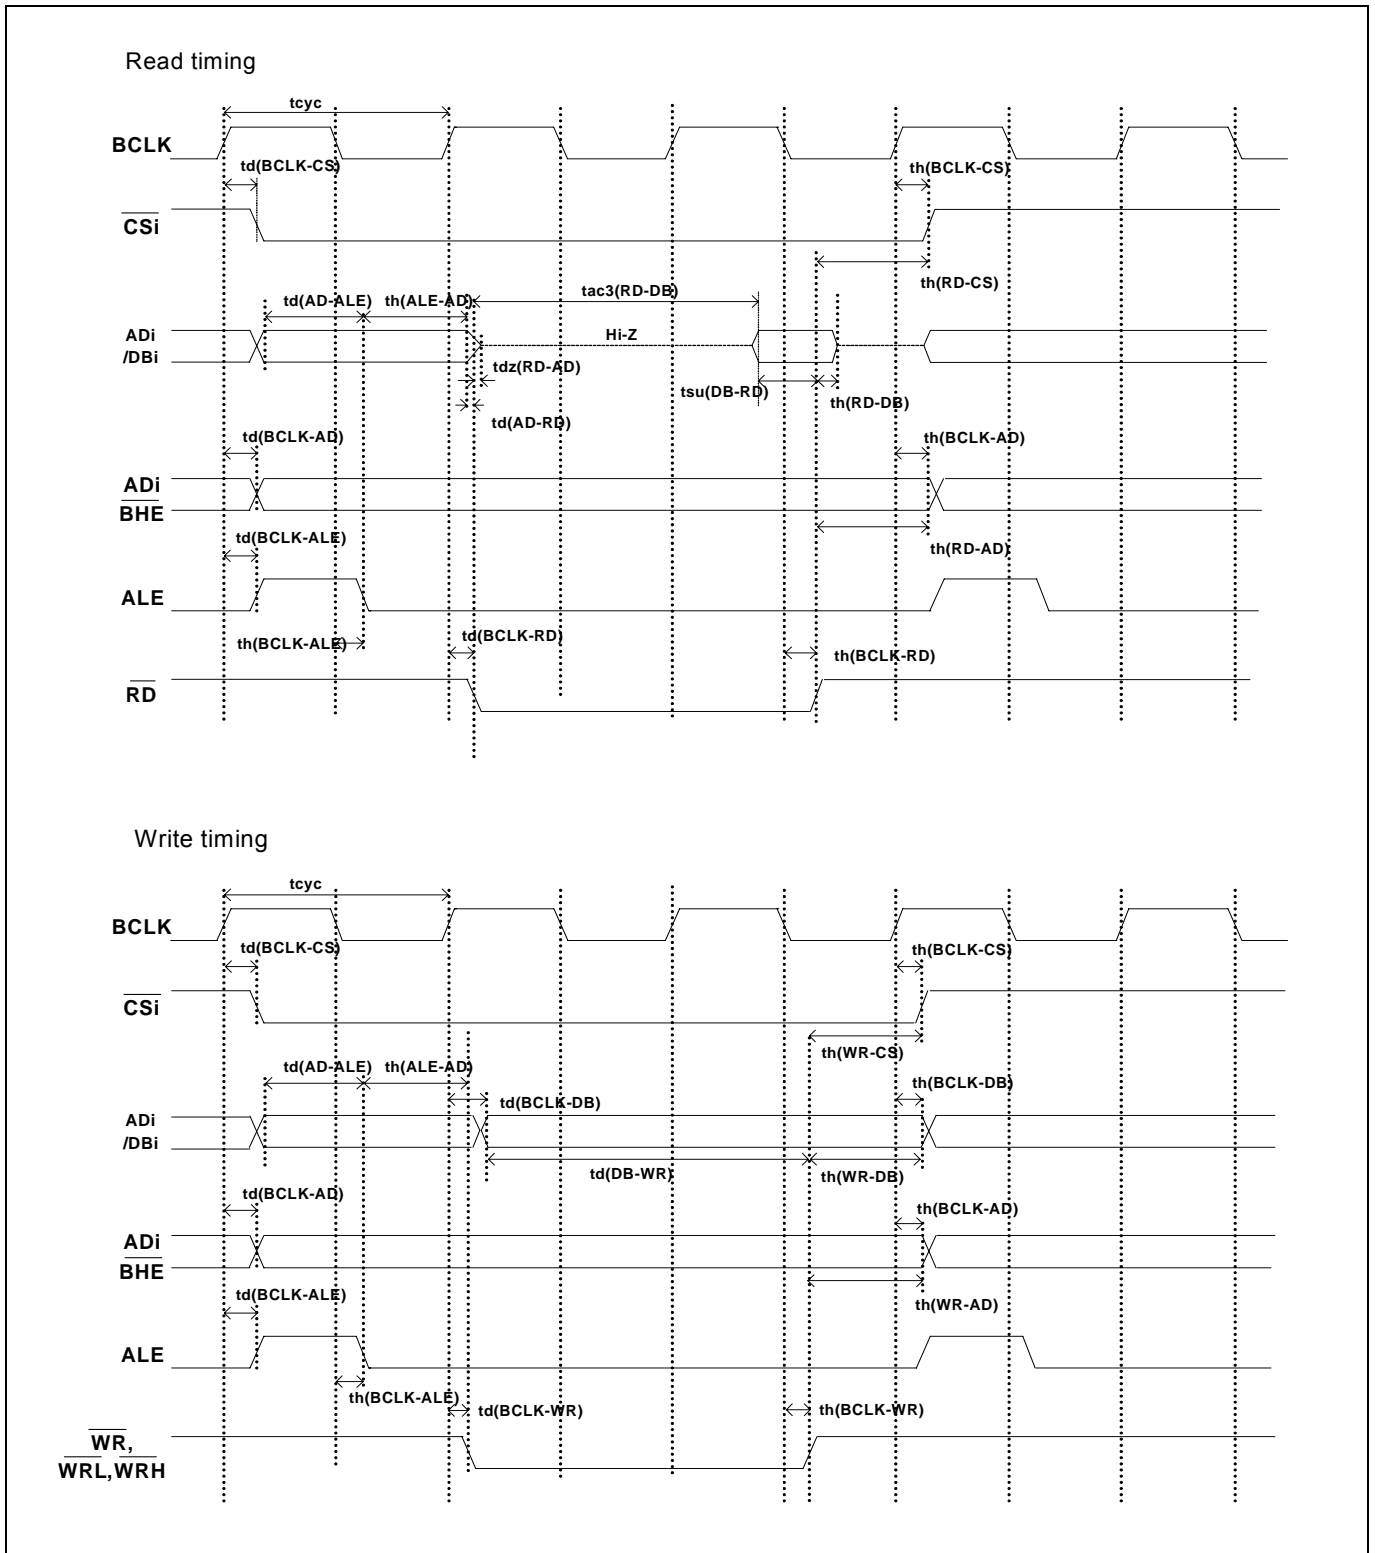 Read timing
tcyc
BCLK
td(BCLK-CS)
th(BCLK-CS)
CSi
th(RD-CS)
td(AD-ALE) th(ALE-AD) tac3(RD-DB)
ADi
/DBi
Hi-Z
tdz(RD-AD)
tsu(DB-RD) th(RD-DB)
td(AD-RD)
td(BCLK-AD) th(BCLK-AD)
ADi
BHE
td(BCLK-ALE) th(RD-AD)
ALE
th(BCLK-ALE) td(BCLK-RD) th(BCLK-RD)
RD
Write timing
tcyc
BCLK
td(BCLK-CS) th(BCLK-CS)
CSi
th(WR-CS)
td(AD-ALE) th(ALE-AD) th(BCLK-DB)
td(BCLK-DB)
ADi
/DBi
td(DB-WR) th(WR-DB)
td(BCLK-AD) th(BCLK-AD)
ADi
BHE
td(BCLK-ALE) th(WR-AD)
ALE
th(BCLK-ALE) td(BCLK-WR) th(BCLK-WR)
WR,
WRL,WRH